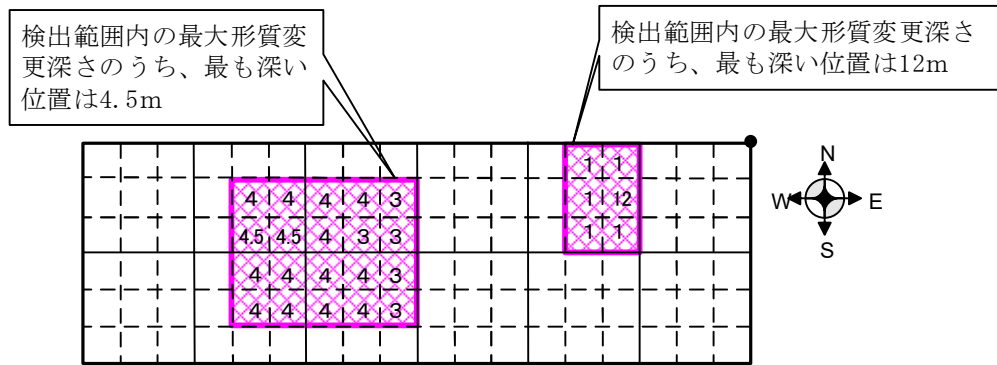 検出範囲内の最大形質変
更深さのうち、最も深い
位置は4.5m
検出範囲内の最大形質変更深さ
のうち、最も深い位置は12m
1 1
4 4 4 4 3 1 12
4.5 4.5 4 3 3 1 1
4 4 4 4 3
4 4 4 4 3
N
W E
S